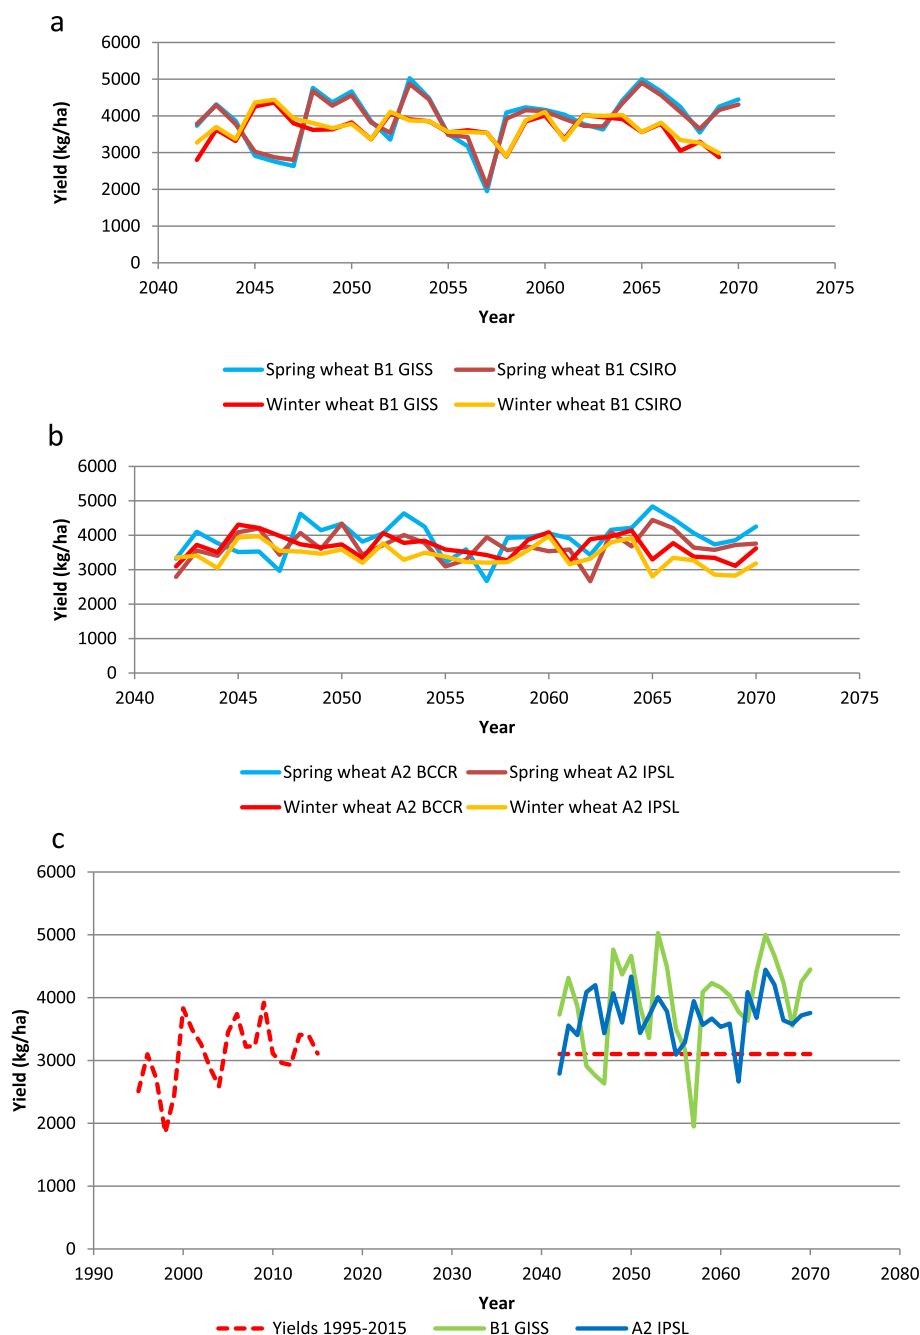 a
6000
5000
4000
3000
2000
1000
0
Yield (kg/ha)
2040 2045 2050 2055 2060 2065 2070 2075
Year
Spring wheat B1 GISS Spring wheat B1 CSIRO
Winter wheat B1 GISS Winter wheat B1 CSIRO
b
6000
5000
4000
3000
2000
1000
0
Yield (kg/ha)
2040 2045 2050 2055 2060 2065 2070 2075
Year
Spring wheat A2 BCCR Spring wheat A2 IPSL
Winter wheat A2 BCCR Winter wheat A2 IPSL
c
6000
5000
4000
3000
2000
1000
0
Yield (kg/ha)
1990 2000 2010 2020 2030 2040 2050 2060 2070 2080
Year
Yields 1995-2015 B1 GISS A2 IPSL